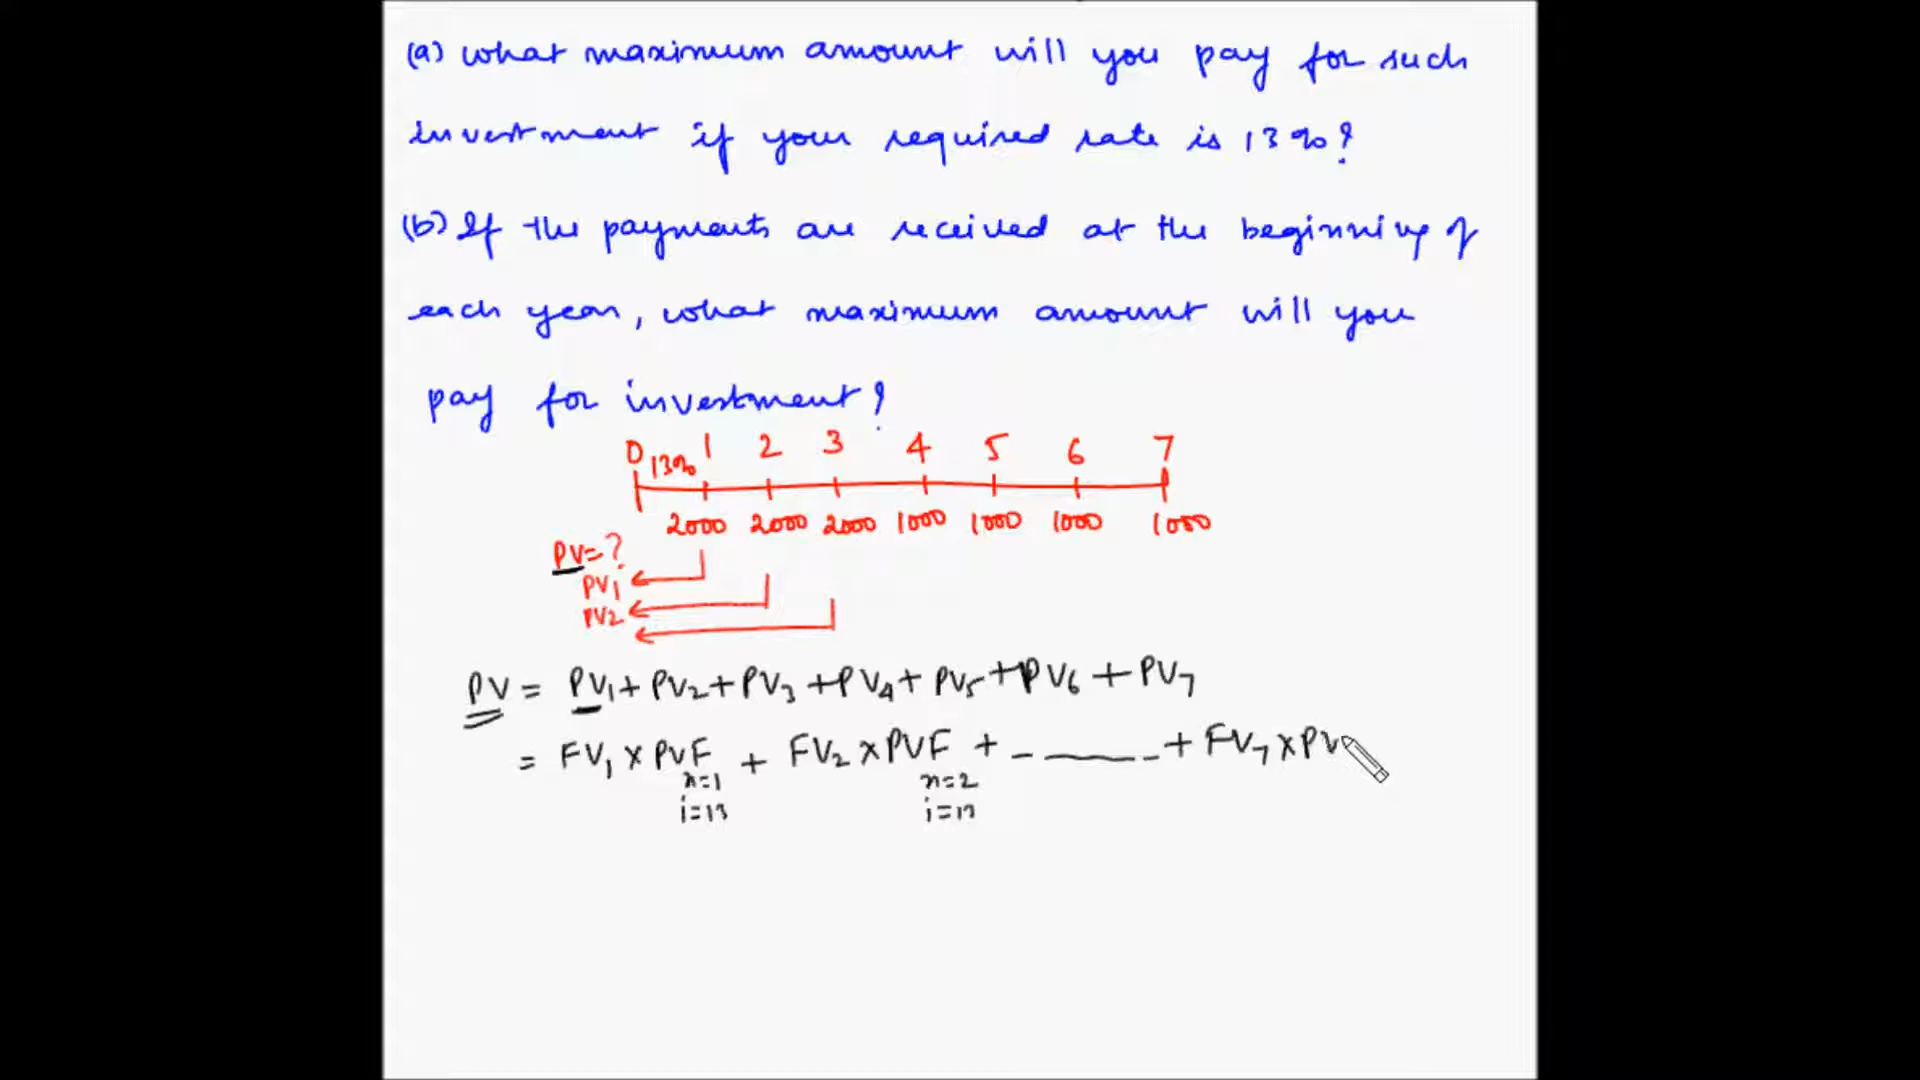 (a) What maximum amount will you pay for such
investment if your required rate is 13%?
(b) If the payments are received at the beginning of
each year, what maximum amount will you
pay for investment?
0 13% 1 2 3 4 5 6 7
2000 2000 2000 1000 1000 1000 1000
PV=?
PV1
PV2
PV = PV1 + PV2 + PV3 + PV4 + PV5 + PV6 + PV7
= FV1 × PVF + FV2 × PVF + - ——— - + FV7 × PV
n=1 n=2
i=13 i=13